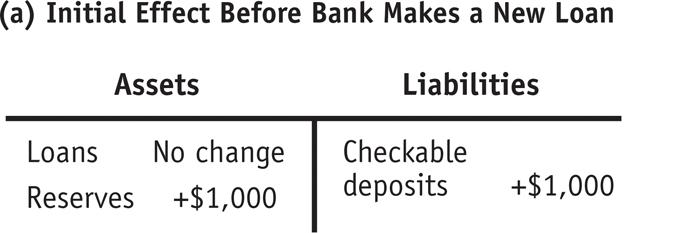 (a) Initial Effect Before Bank Makes a New Loan
Assets
Liabilities
Loans No change
Reserves +$1,000
Checkable
deposits +$1,000